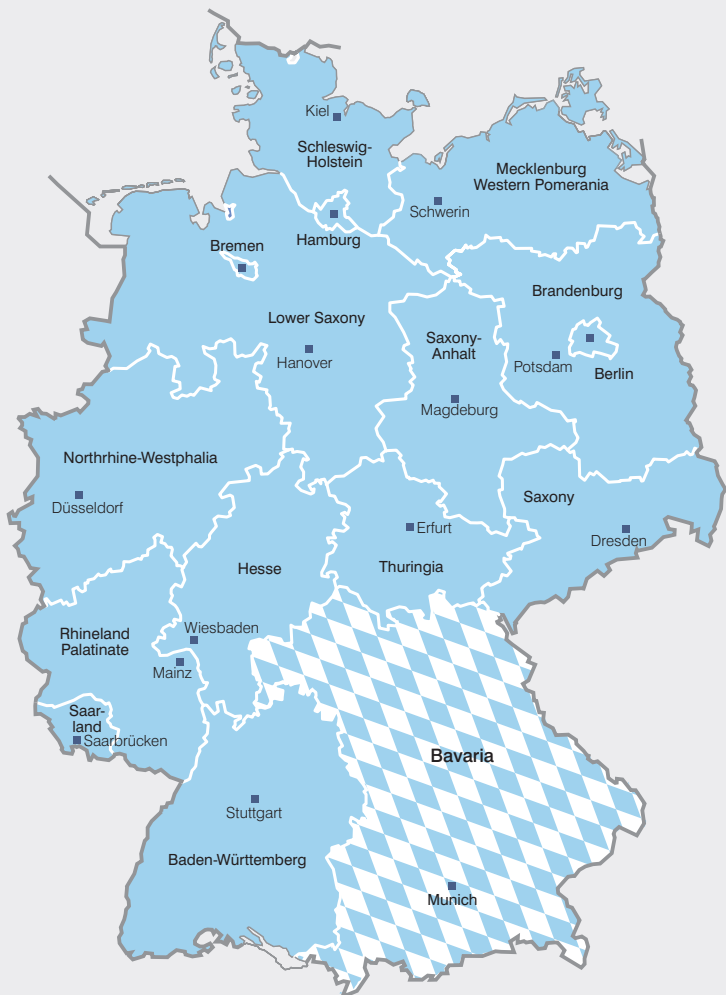 Kiel
Schleswig-
Holstein
Mecklenburg
Western Pomerania
Schwerin
Hamburg
Bremen
Brandenburg
Lower Saxony
Saxony-
Anhalt
Hanover
Potsdam
Berlin
Magdeburg
Northrhine-Westphalia
Düsseldorf
Saxony
Erfurt
Dresden
Hesse
Thuringia
Wiesbaden
Rhineland
Palatinate
Mainz
Saar-
land
Saarbrücken
Bavaria
Stuttgart
Baden-Württemberg
Munich